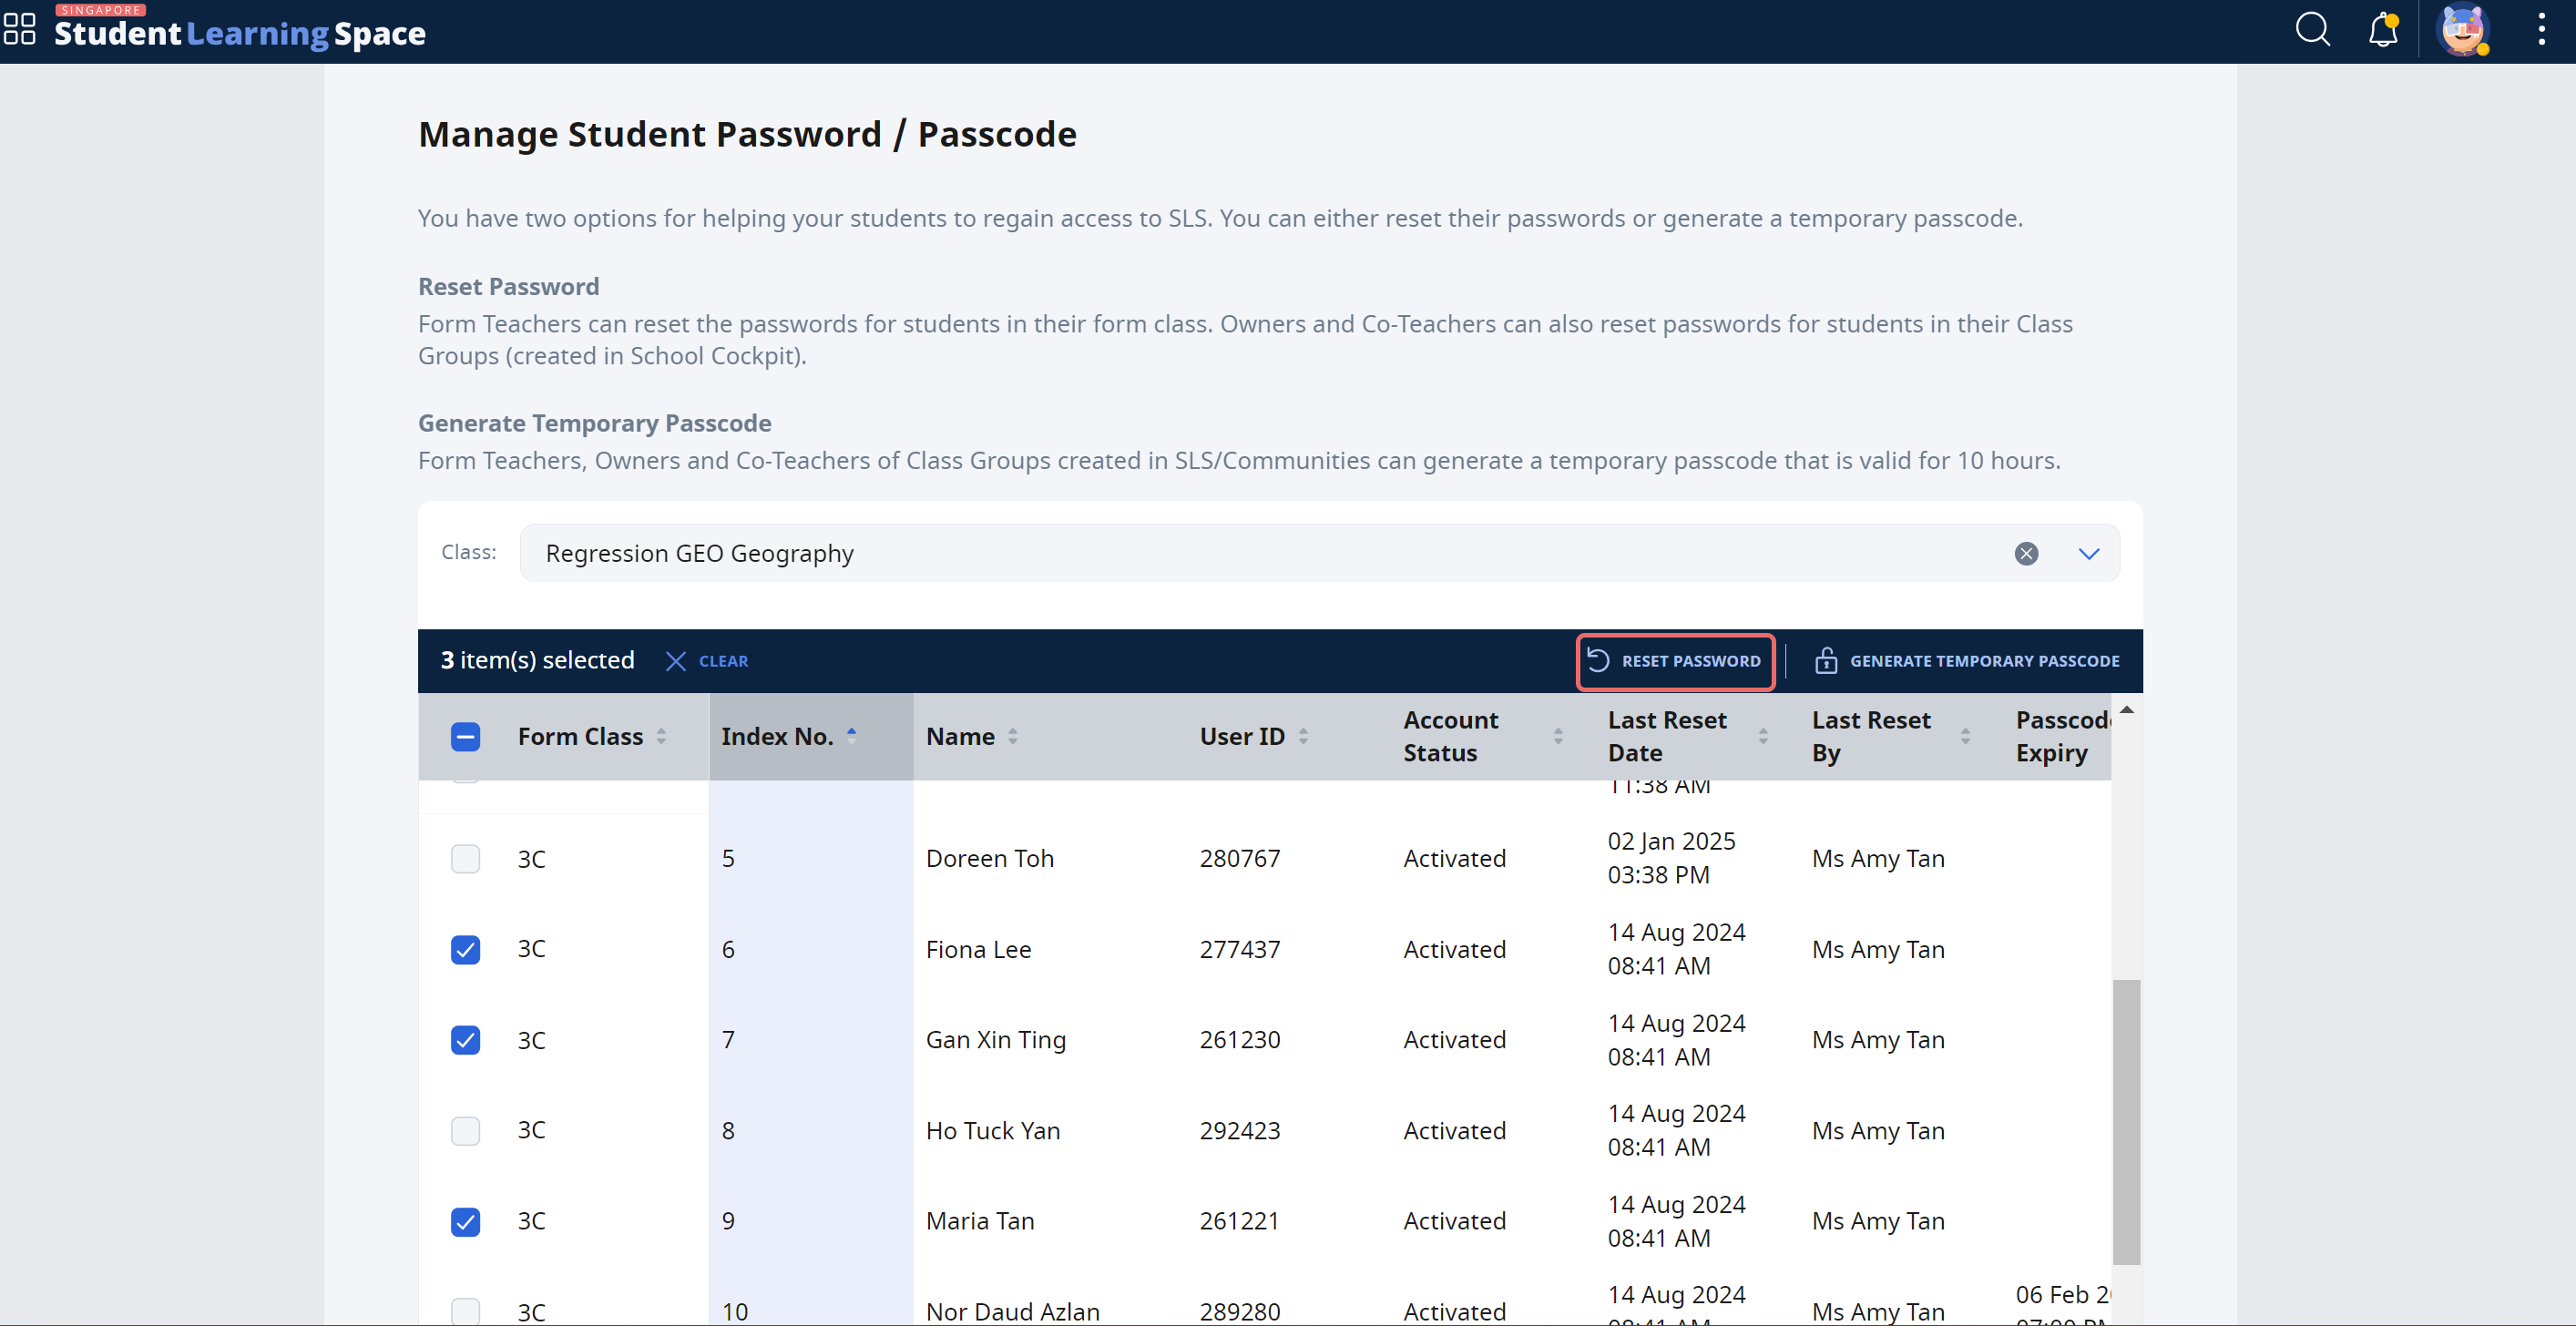 SINGAPORE
Student Learning Space
Manage Student Password / Passcode
You have two options for helping your students to regain access to SLS. You can either reset their passwords or generate a temporary passcode.
Reset Password
Form Teachers can reset the passwords for students in their form class. Owners and Co-Teachers can also reset passwords for students in their Class
Groups (created in School Cockpit).
Generate Temporary Passcode
Form Teachers, Owners and Co-Teachers of Class Groups created in SLS/Communities can generate a temporary passcode that is valid for 10 hours.
Class: Regression GEO Geography
3 item(s) selected CLEAR RESET PASSWORD GENERATE TEMPORARY PASSCODE
Form Class Index No. Name User ID Account Status Last Reset Date Last Reset By Passcode Expiry
11:38 AM
3C 5 Doreen Toh 280767 Activated 02 Jan 2025 03:38 PM Ms Amy Tan
3C 6 Fiona Lee 277437 Activated 14 Aug 2024 08:41 AM Ms Amy Tan
3C 7 Gan Xin Ting 261230 Activated 14 Aug 2024 08:41 AM Ms Amy Tan
3C 8 Ho Tuck Yan 292423 Activated 14 Aug 2024 08:41 AM Ms Amy Tan
3C 9 Maria Tan 261221 Activated 14 Aug 2024 08:41 AM Ms Amy Tan
3C 10 Nor Daud Azlan 289280 Activated 14 Aug 2024 08:41 AM Ms Amy Tan 06 Feb